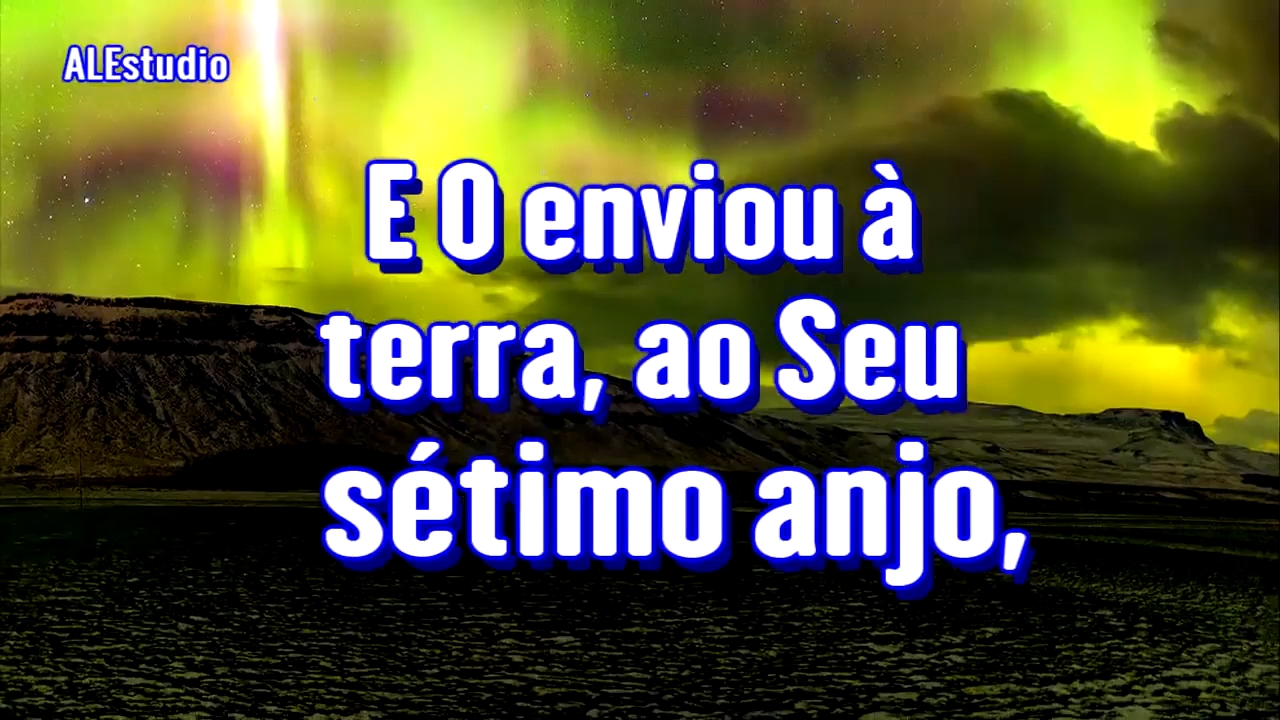 ALEstudio
E O enviou à
terra, ao Seu
sétimo anjo,